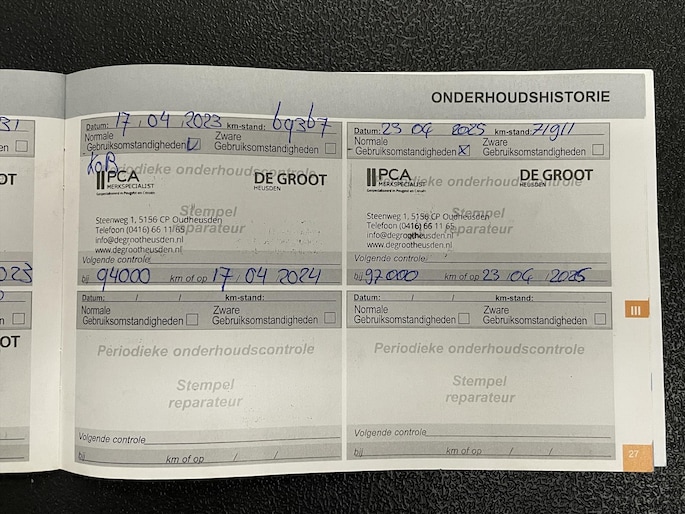 ONDERHOUDSHISTORIE
31
OT
023
OT
Datum: 17 / 04 / 2023 km-stand: 69367
Normale Gebruiksomstandigheden
Zware Gebruiksomstandigheden
Periodieke onderhoudscontrole
PCA
MERKSPECIALIST
DE GROOT
HEUSDEN
Stempel
reparateur
Steenweg 1, 5156 CP Oudheusden
Telefoon (0416) 66 11 65
info@degrootheusden.nl
www.degrootheusden.nl
Volgende controle
bij 94000 km of op 17 / 04 / 2024
Datum: 23 04 2025 km-stand: 71911
Normale Gebruiksomstandigheden X
Zware Gebruiksomstandigheden
Periodieke onderhoudscontrole
PCA
MERKSPECIALIST
DE GROOT
HEUSDEN
Stempel
reparateur
Steenweg 1, 5156 CP Oudheusden
Telefoon (0416) 66 11 65
info@degrootheusden.nl
www.degrootheusden.nl
Volgende controle
bij 97000 km of op 23 / 04 / 2025
Datum: / / km-stand:
Normale Gebruiksomstandigheden
Zware Gebruiksomstandigheden
Periodieke onderhoudscontrole
Stempel
reparateur
Volgende controle
bij km of op / /
Datum: / / km-stand:
Normale Gebruiksomstandigheden
Zware Gebruiksomstandigheden
Periodieke onderhoudscontrole
Stempel
reparateur
Volgende controle
bij km of op / /
III
27